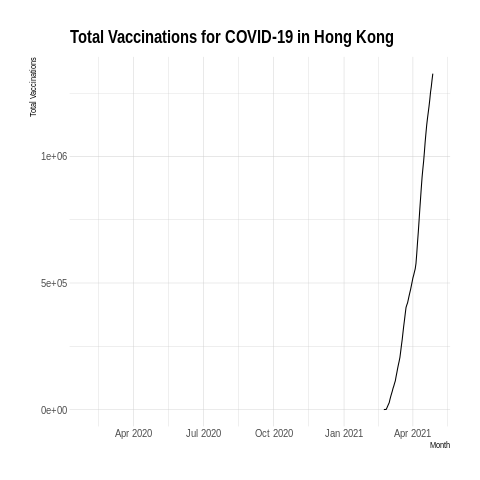 Total Vaccinations for COVID-19 in Hong Kong
Total Vaccinations
1e+06
5e+05
0e+00
Apr 2020 Jul 2020 Oct 2020 Jan 2021 Apr 2021
Month